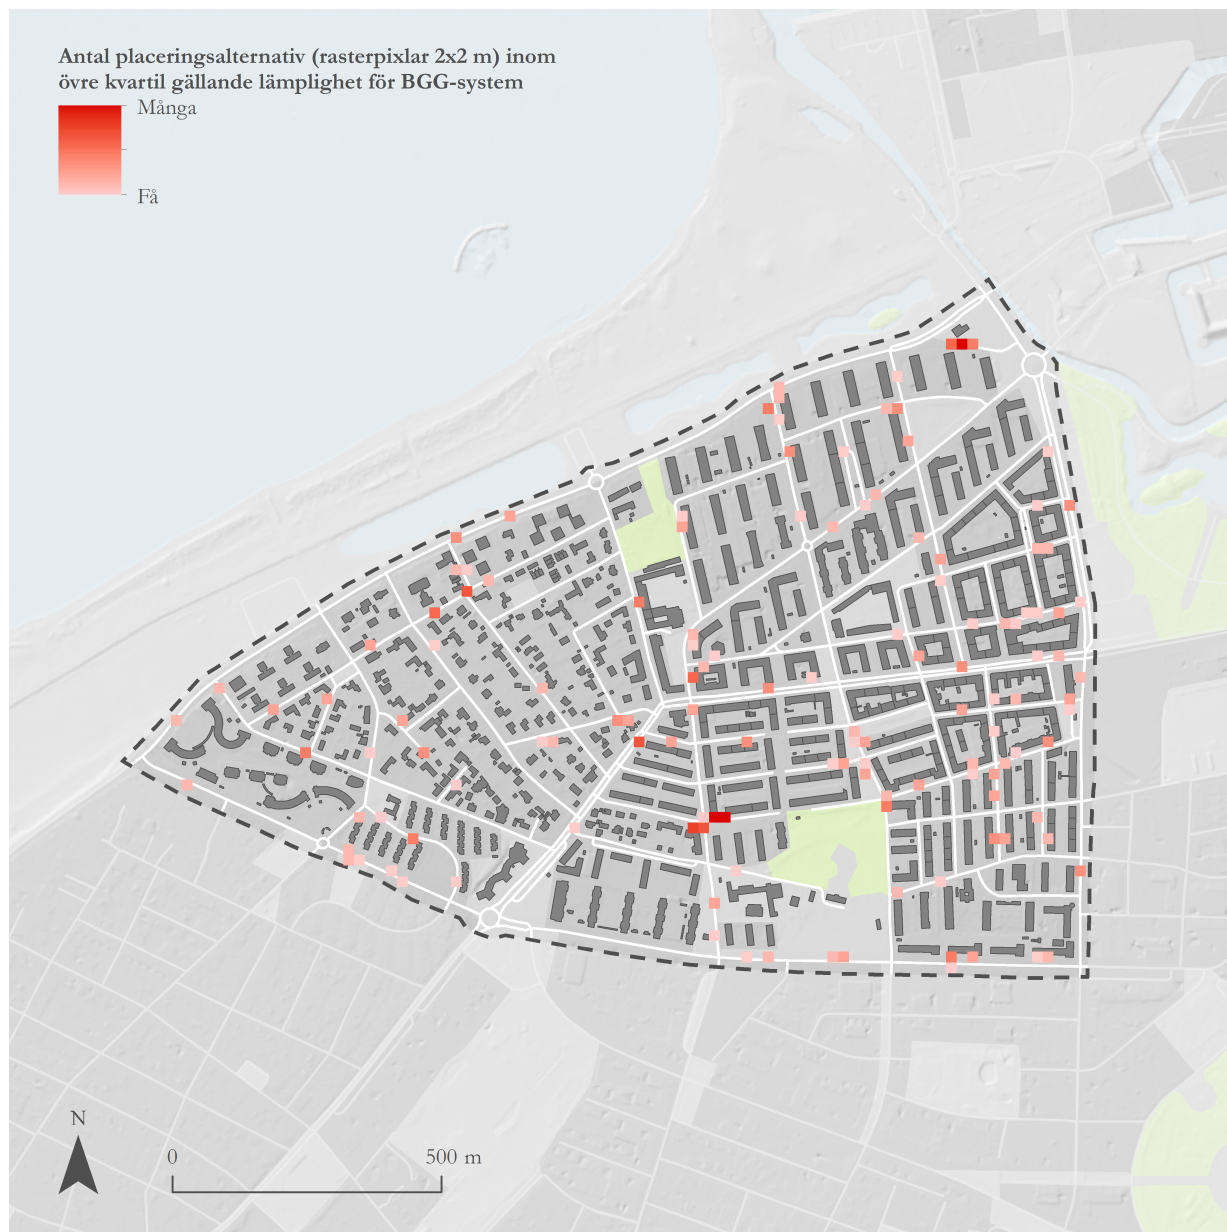 Antal placeringsalternativ (rasterpixlar 2x2 m) inom
övre kvartil gällande lämplighet för BGG-system
Många
Få
N
0
500 m